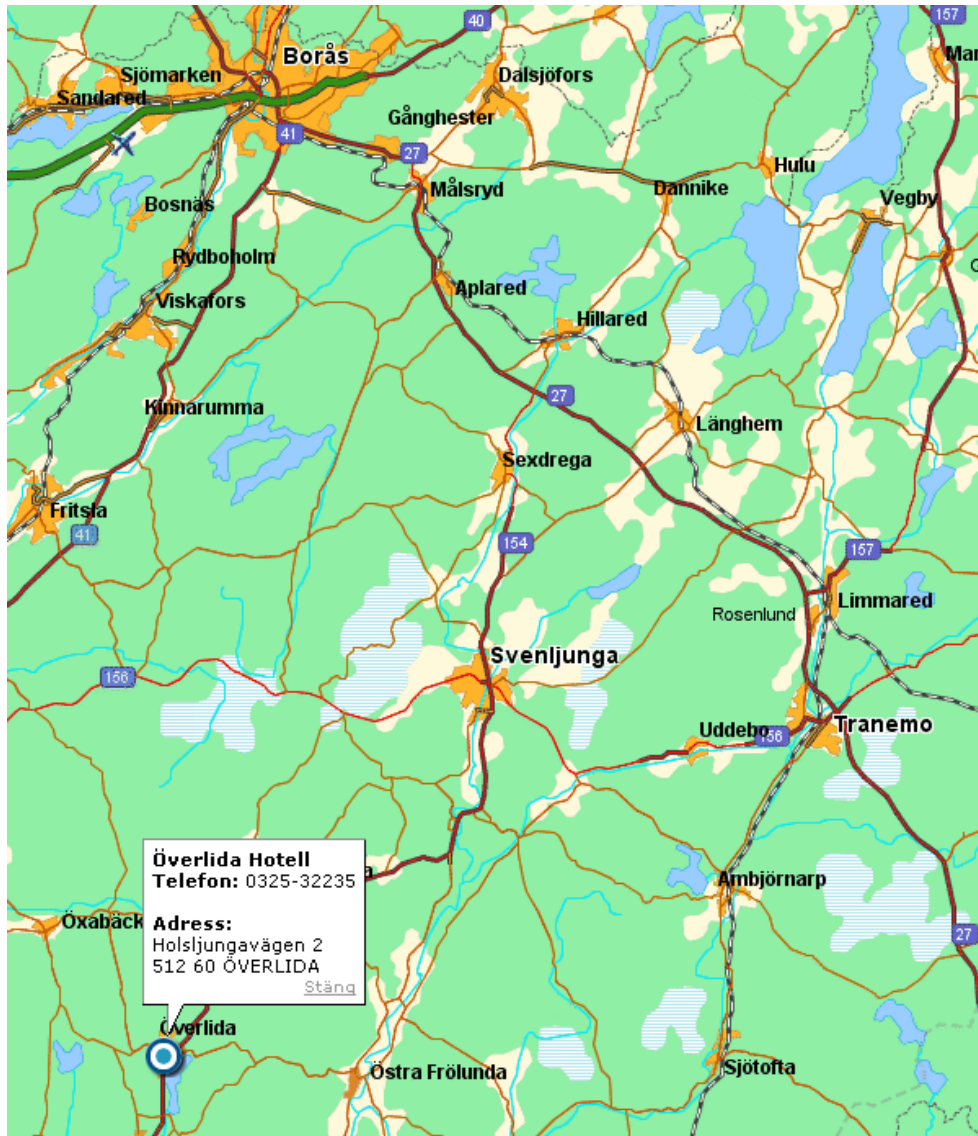 157
40
Borås
Mar
Sjömarken
Dalsjöfors
Sandared
Gånghester
41
27
Hulu
Målsryd
Dannike
Vegby
Bosnäs
Rydboholm
Aplared
Viskafors
Hillared
27
Kinnarumma
Länghem
Sexdrega
Fritsla
41
154
157
Limmared
Rosenlund
Svenljunga
156
Uddebo
156
Tranemo
Överlida Hotell
Telefon: 0325-32235
a
Ambjörnarp
Öxabäck
Adress:
Holsljungavägen 2
512 60 ÖVERLIDA
27
Stäng
Överlida
Östra Frölunda
Sjötofta